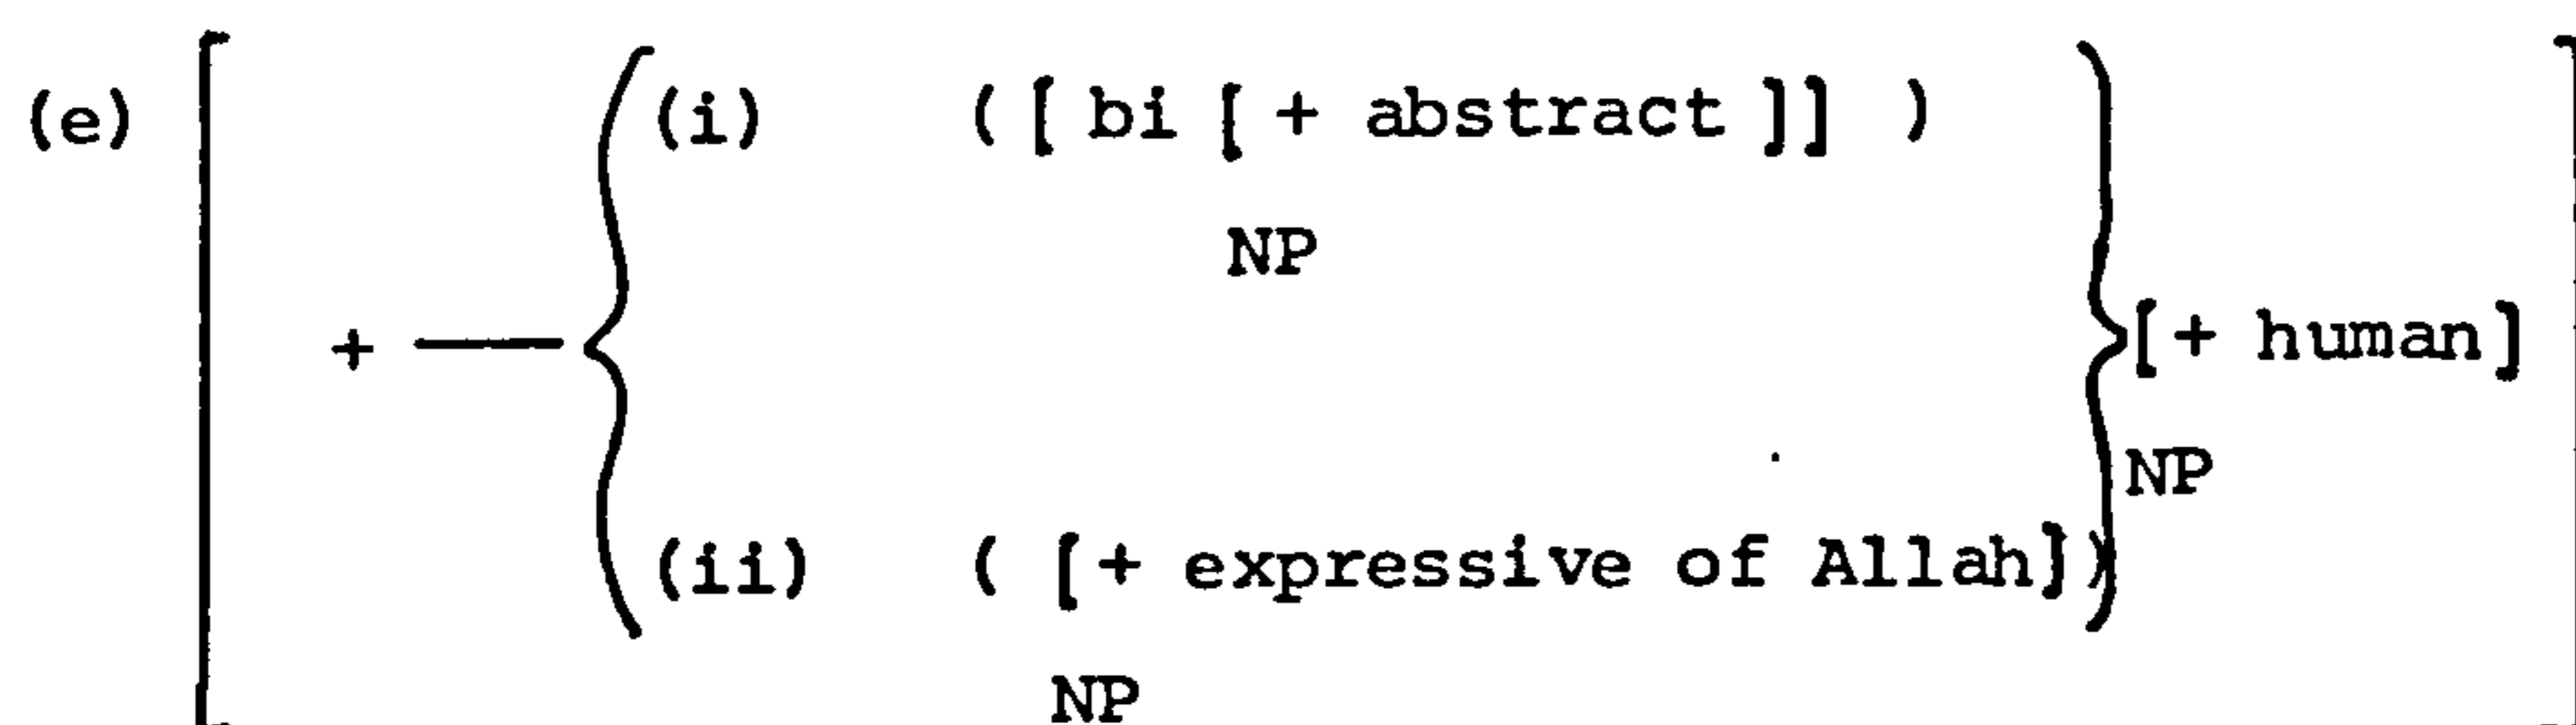 (e) [ + — { (i) ( [ bi [ + abstract ]] )
NP
} [+ human] ]
NP
(ii) ( [+ expressive of Allah])
NP